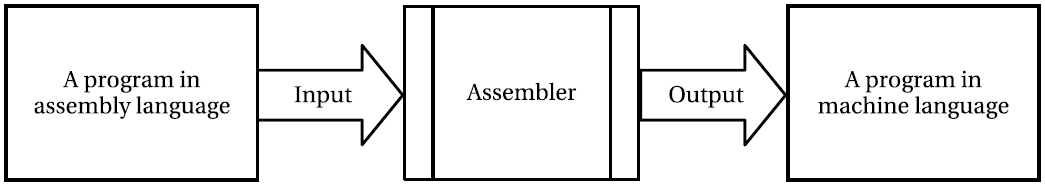 A program in
assembly language
Input
Assembler
Output
A program in
machine language